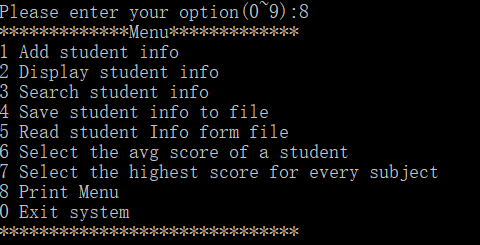 Please enter your option(0~9):8
*************Menu*************
1 Add student info
2 Display student info
3 Search student info
4 Save student info to file
5 Read student Info form file
6 Select the avg score of a student
7 Select the highest score for every subject
8 Print Menu
0 Exit system
******************************